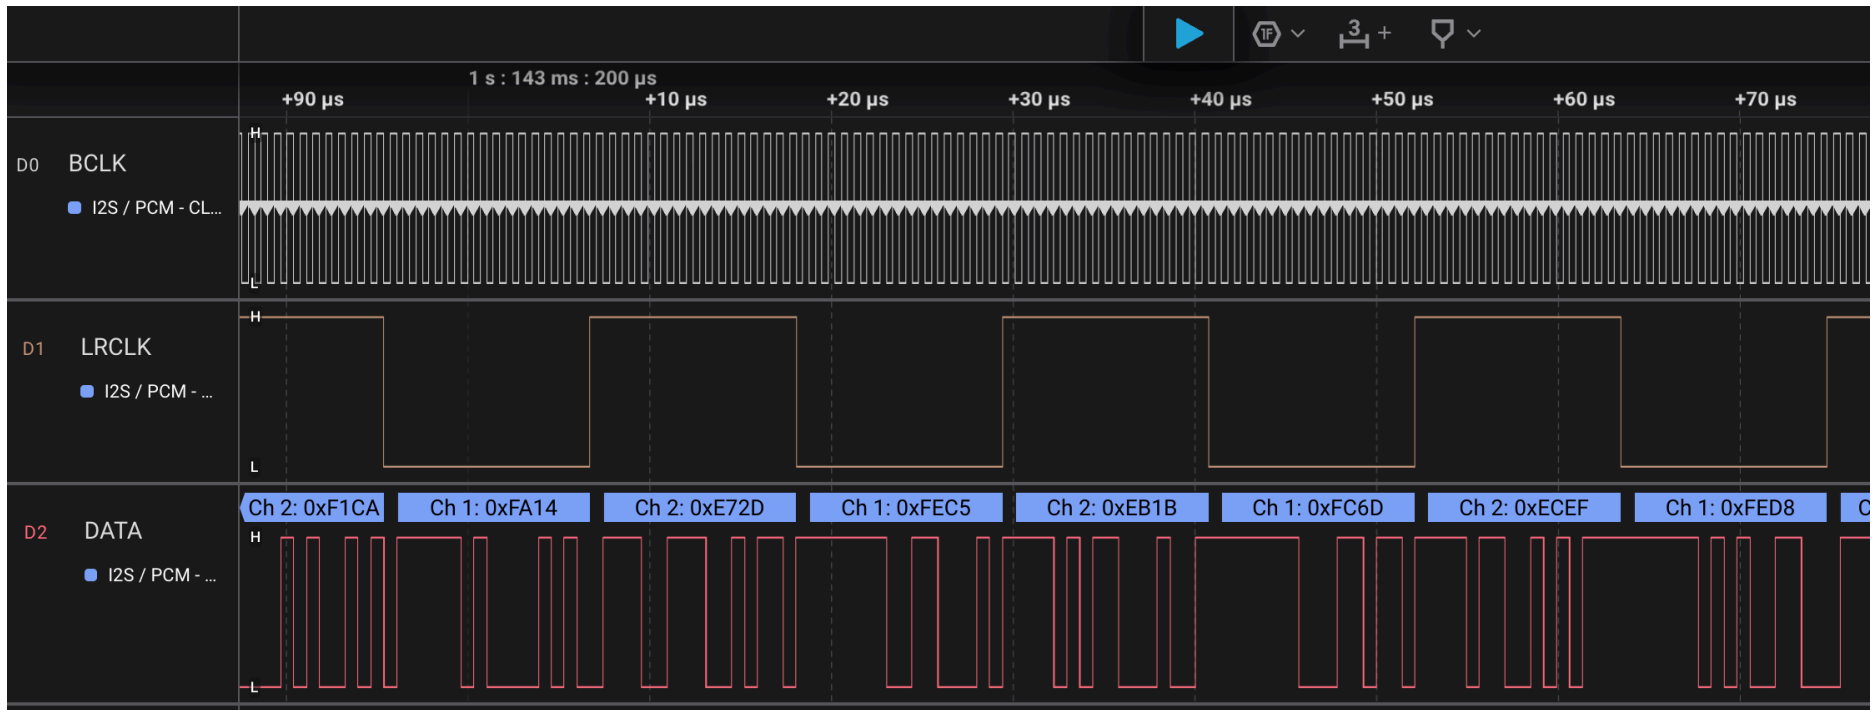 1F
3
+
1 s : 143 ms : 200 µs
+90 µs +10 µs +20 µs +30 µs +40 µs +50 µs +60 µs +70 µs
H
D0 BCLK
I2S / PCM - CL...
L
H
D1 LRCLK
I2S / PCM - ...
L
Ch 2: 0xF1CA Ch 1: 0xFA14 Ch 2: 0xE72D Ch 1: 0xFEC5 Ch 2: 0xEB1B Ch 1: 0xFC6D Ch 2: 0xECEF Ch 1: 0xFED8 C
D2 DATA
H
I2S / PCM - ...
L